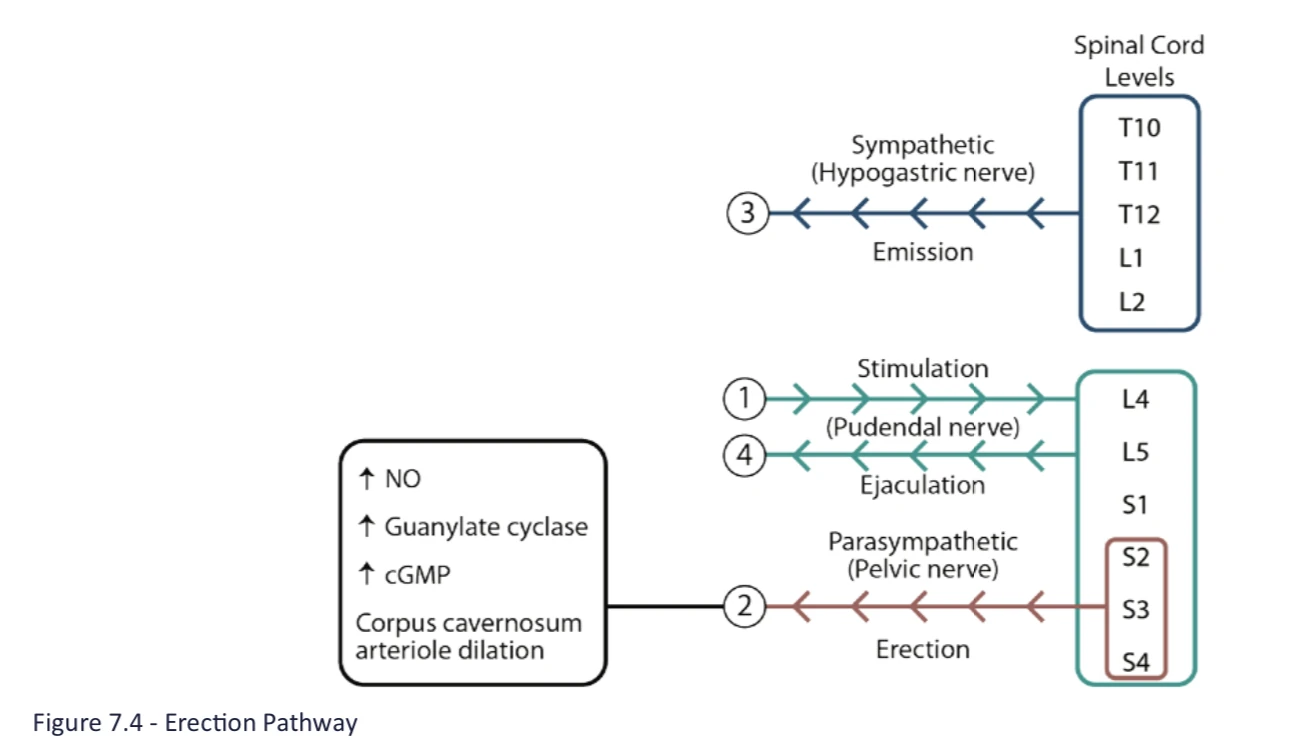 Spinal Cord
Levels
T10
T11
T12
L1
L2
Sympathetic
(Hypogastric nerve)
3
Emission
Stimulation
1
(Pudendal nerve)
4
Ejaculation
L4
L5
S1
S2
S3
S4
Parasympathetic
(Pelvic nerve)
2
Erection
↑ NO
↑ Guanylate cyclase
↑ cGMP
Corpus cavernosum
arteriole dilation
Figure 7.4 - Erection Pathway